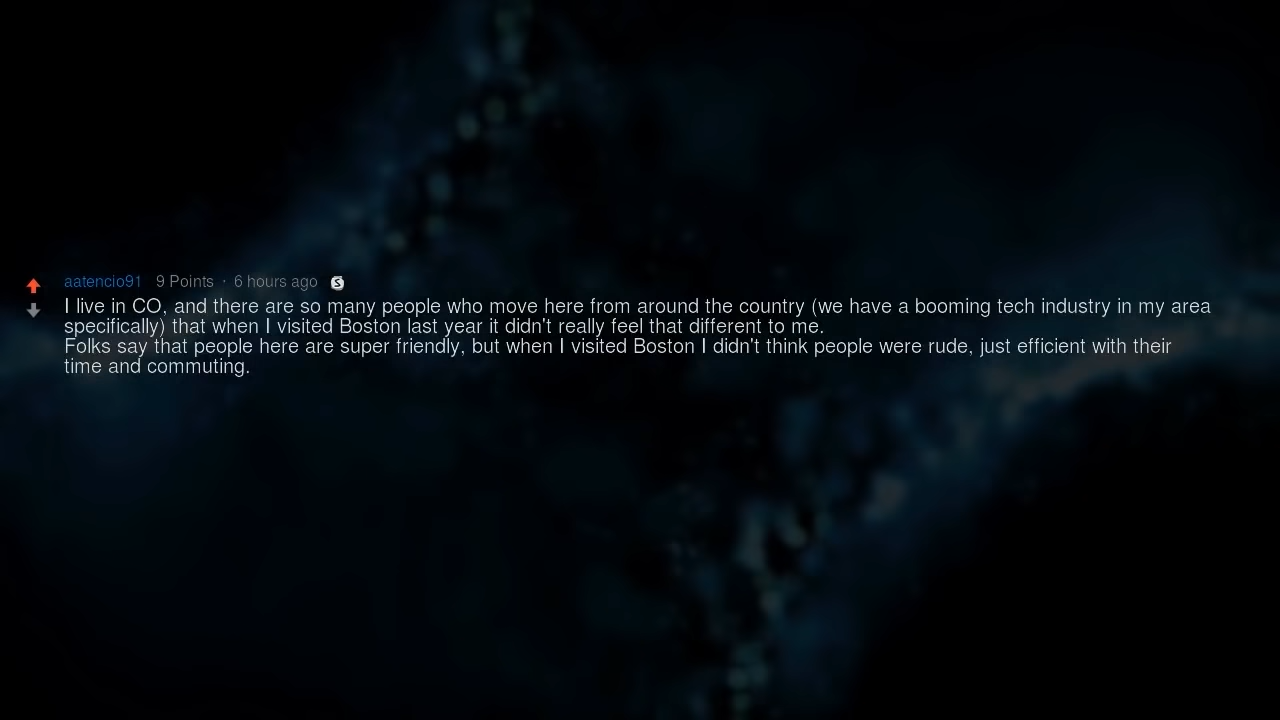 aatencio91 9 Points · 6 hours ago
I live in CO, and there are so many people who move here from around the country (we have a booming tech industry in my area
specifically) that when I visited Boston last year it didn't really feel that different to me.
Folks say that people here are super friendly, but when I visited Boston I didn't think people were rude, just efficient with their
time and commuting.